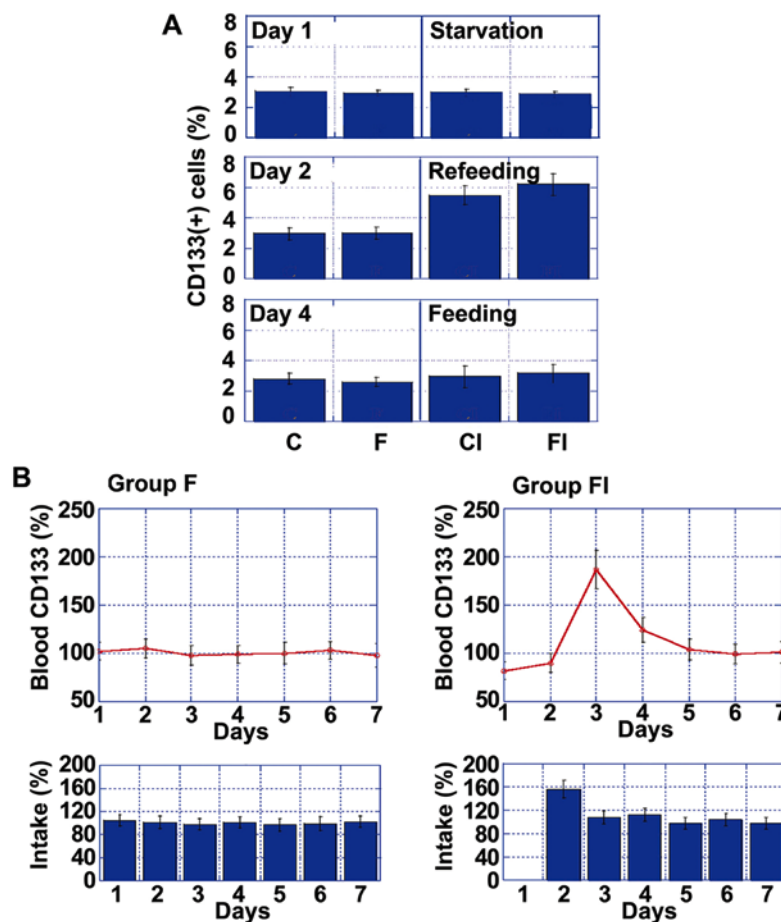 A
CD133(+) cells (%)
8
6
4
2
0
Day 1
Starvation
8
6
4
2
0
Day 2
Refeeding
8
6
4
2
0
Day 4
Feeding
C F CI FI
B
Group F
Blood CD133 (%)
250
200
150
100
50
1 2 3 4 5 6 7
Days
Intake (%)
200
160
120
80
40
0
1 2 3 4 5 6 7
Days
Group FI
Blood CD133 (%)
250
200
150
100
50
1 2 3 4 5 6 7
Days
Intake (%)
200
160
120
80
40
0
1 2 3 4 5 6 7
Days